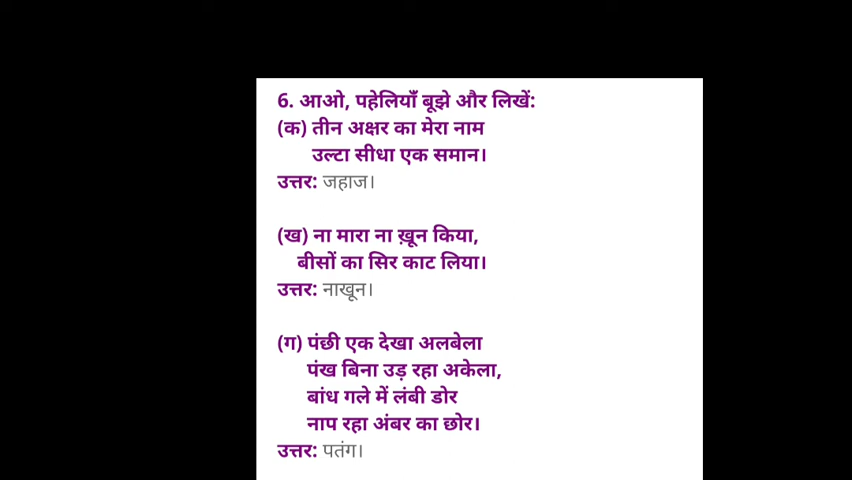 6. आओ, पहेलियाँ बूझे और लिखें:
(क) तीन अक्षर का मेरा नाम
उल्टा सीधा एक समान।
उत्तर: जहाज।
(ख) ना मारा ना ख़ून किया,
बीसों का सिर काट लिया।
उत्तर: नाखून।
(ग) पंछी एक देखा अलबेला
पंख बिना उड़ रहा अकेला,
बांध गले में लंबी डोर
नाप रहा अंबर का छोर।
उत्तर: पतंग।